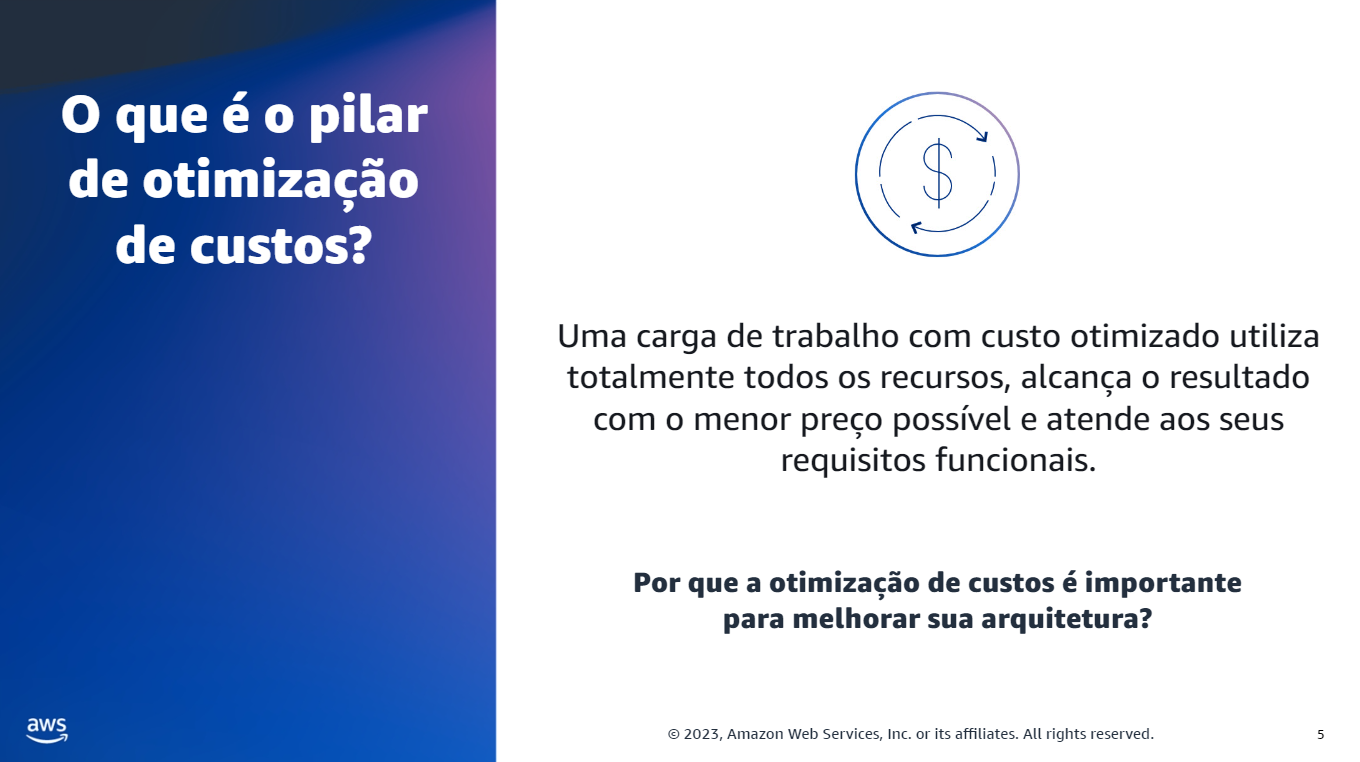 O que é o pilar
de otimização
de custos?
$
Uma carga de trabalho com custo otimizado utiliza
totalmente todos os recursos, alcança o resultado
com o menor preço possível e atende aos seus
requisitos funcionais.
Por que a otimização de custos é importante
para melhorar sua arquitetura?
aws
© 2023, Amazon Web Services, Inc. or its affiliates. All rights reserved.
5